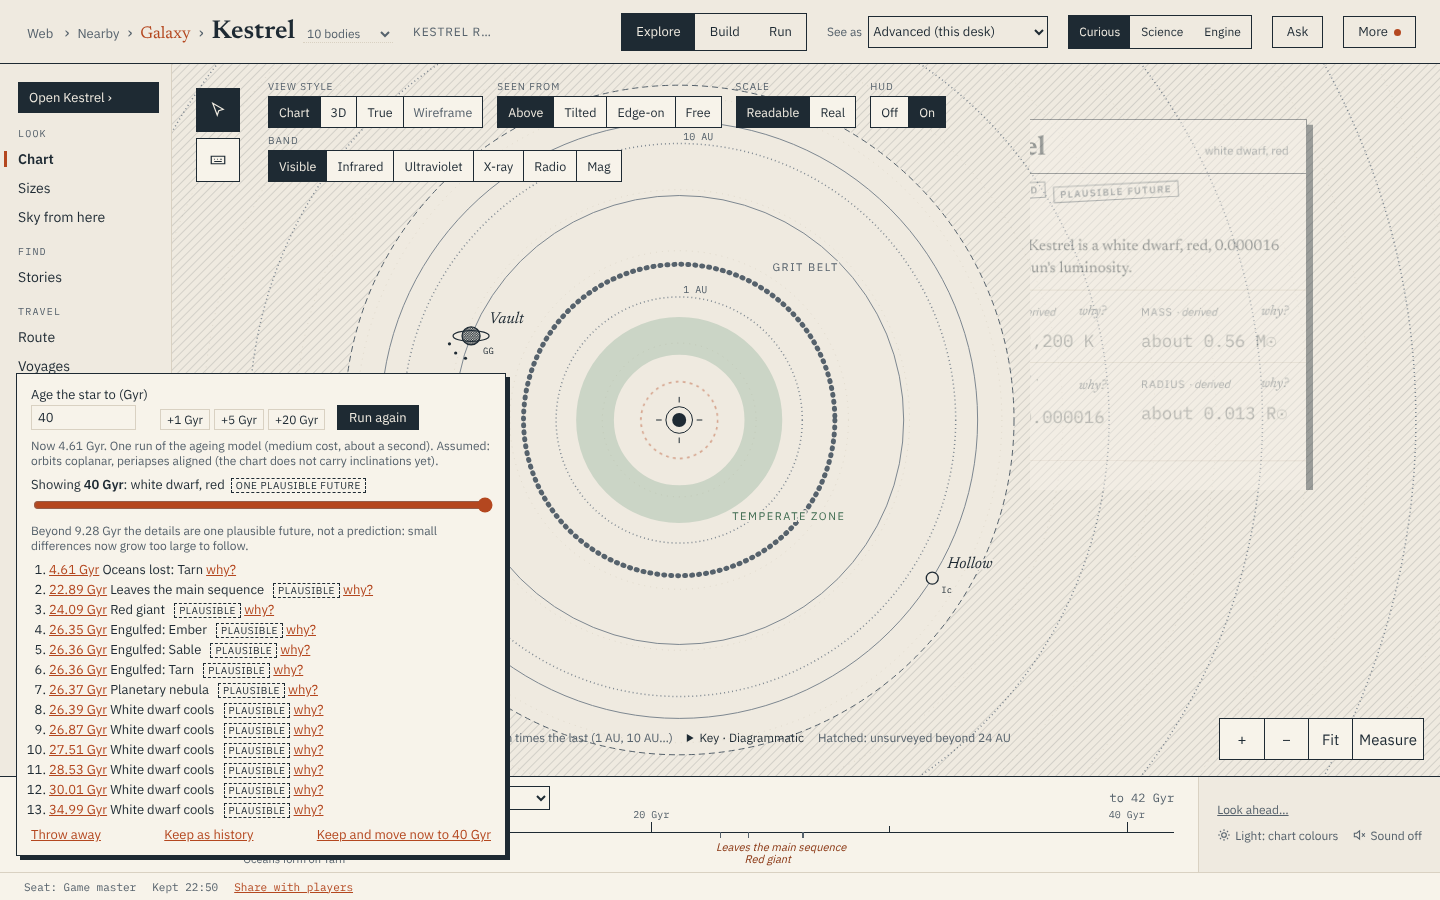 Web › Nearby › Galaxy › Kestrel 10 bodies KESTREL R...
Explore Build Run See as Advanced (this desk) Curious Science Engine Ask More
Open Kestrel ›
LOOK
Chart
Sizes
Sky from here
FIND
Stories
TRAVEL
Route
Voyages
VIEW STYLE
Chart 3D True Wireframe
SEEN FROM
Above Tilted Edge-on Free
SCALE
Readable Real
HUD
Off On
BAND
Visible Infrared Ultraviolet X-ray Radio Mag
10 AU
GRIT BELT
1 AU
Vault
GG
TEMPERATE ZONE
Hollow
Ic
el white dwarf, red
D PLAUSIBLE FUTURE
Kestrel is a white dwarf, red, 0.000016
un's luminosity.
erived why? MASS · derived why?
,200 K about 0.56 M☉
why? RADIUS · derived why?
0.000016 about 0.013 R☉
Age the star to (Gyr)
40 +1 Gyr +5 Gyr +20 Gyr Run again
Now 4.61 Gyr. One run of the ageing model (medium cost, about a second). Assumed:
orbits coplanar, periapses aligned (the chart does not carry inclinations yet).
Showing 40 Gyr: white dwarf, red ONE PLAUSIBLE FUTURE
Beyond 9.28 Gyr the details are one plausible future, not a prediction: small
differences now grow too large to follow.
1. 4.61 Gyr Oceans lost: Tarn why?
2. 22.89 Gyr Leaves the main sequence PLAUSIBLE why?
3. 24.09 Gyr Red giant PLAUSIBLE why?
4. 26.35 Gyr Engulfed: Ember PLAUSIBLE why?
5. 26.36 Gyr Engulfed: Sable PLAUSIBLE why?
6. 26.36 Gyr Engulfed: Tarn PLAUSIBLE why?
7. 26.37 Gyr Planetary nebula PLAUSIBLE why?
8. 26.39 Gyr White dwarf cools PLAUSIBLE why?
9. 26.87 Gyr White dwarf cools PLAUSIBLE why?
10. 27.51 Gyr White dwarf cools PLAUSIBLE why?
11. 28.53 Gyr White dwarf cools PLAUSIBLE why?
12. 30.01 Gyr White dwarf cools PLAUSIBLE why?
13. 34.99 Gyr White dwarf cools PLAUSIBLE why?
Throw away Keep as history Keep and move now to 40 Gyr
times the last (1 AU, 10 AU...) Key · Diagrammatic Hatched: unsurveyed beyond 24 AU
+ − Fit Measure
to 42 Gyr
20 Gyr 40 Gyr
Leaves the main sequence
Red giant
Oceans form on Tarn
Look ahead...
Light: chart colours Sound off
Seat: Game master Kept 22:50 Share with players